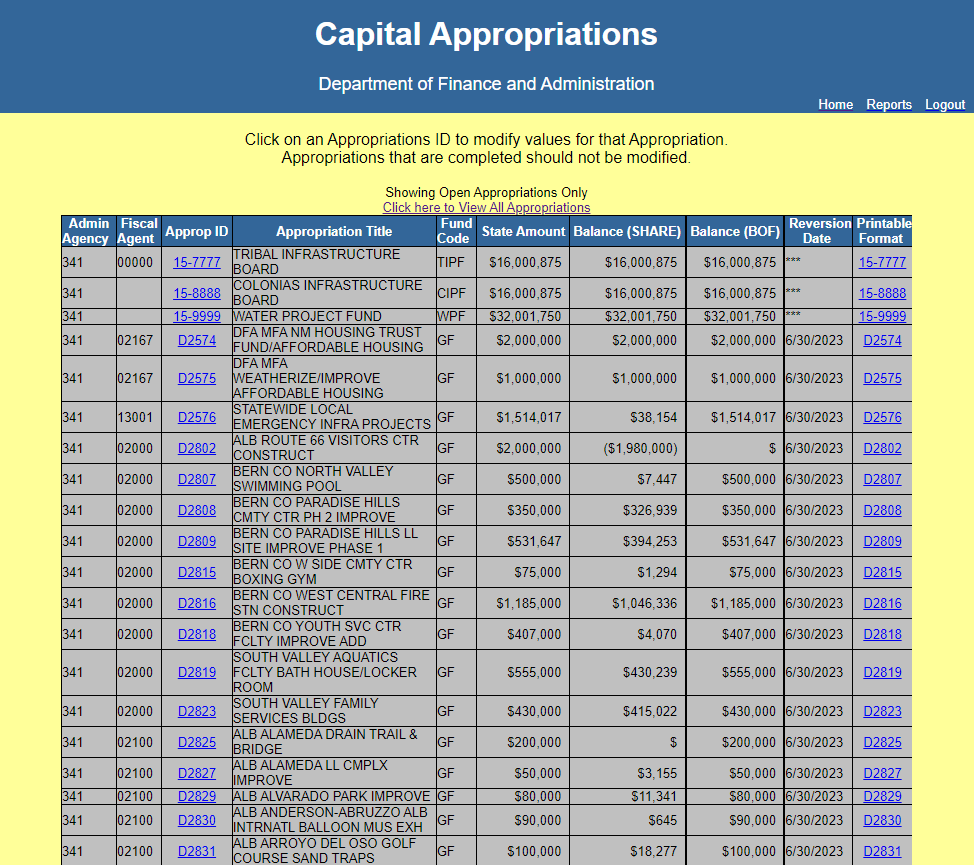 Capital Appropriations
Department of Finance and Administration
Home Reports Logout
Click on an Appropriations ID to modify values for that Appropriation.
Appropriations that are completed should not be modified.
Showing Open Appropriations Only
Click here to View All Appropriations
Admin Agency Fiscal Agent Approp ID Appropriation Title Fund Code State Amount Balance (SHARE) Balance (BOF) Reversion Date Printable Format
341 00000 15-7777 TRIBAL INFRASTRUCTURE BOARD TIPF $16,000,875 $16,000,875 $16,000,875 *** 15-7777
341 15-8888 COLONIAS INFRASTRUCTURE BOARD CIPF $16,000,875 $16,000,875 $16,000,875 *** 15-8888
341 15-9999 WATER PROJECT FUND WPF $32,001,750 $32,001,750 $32,001,750 *** 15-9999
341 02167 D2574 DFA MFA NM HOUSING TRUST FUND/AFFORDABLE HOUSING GF $2,000,000 $2,000,000 $2,000,000 6/30/2023 D2574
341 02167 D2575 DFA MFA WEATHERIZE/IMPROVE AFFORDABLE HOUSING GF $1,000,000 $1,000,000 $1,000,000 6/30/2023 D2575
341 13001 D2576 STATEWIDE LOCAL EMERGENCY INFRA PROJECTS GF $1,514,017 $38,154 $1,514,017 6/30/2023 D2576
341 02000 D2802 ALB ROUTE 66 VISITORS CTR CONSTRUCT GF $2,000,000 ($1,980,000) $ 6/30/2023 D2802
341 02000 D2807 BERN CO NORTH VALLEY SWIMMING POOL GF $500,000 $7,447 $500,000 6/30/2023 D2807
341 02000 D2808 BERN CO PARADISE HILLS CMTY CTR PH 2 IMPROVE GF $350,000 $326,939 $350,000 6/30/2023 D2808
341 02000 D2809 BERN CO PARADISE HILLS LL SITE IMPROVE PHASE 1 GF $531,647 $394,253 $531,647 6/30/2023 D2809
341 02000 D2815 BERN CO W SIDE CMTY CTR BOXING GYM GF $75,000 $1,294 $75,000 6/30/2023 D2815
341 02000 D2816 BERN CO WEST CENTRAL FIRE STN CONSTRUCT GF $1,185,000 $1,046,336 $1,185,000 6/30/2023 D2816
341 02000 D2818 BERN CO YOUTH SVC CTR FCLTY IMPROVE ADD GF $407,000 $4,070 $407,000 6/30/2023 D2818
341 02000 D2819 SOUTH VALLEY AQUATICS FCLTY BATH HOUSE/LOCKER ROOM GF $555,000 $430,239 $555,000 6/30/2023 D2819
341 02000 D2823 SOUTH VALLEY FAMILY SERVICES BLDGS GF $430,000 $415,022 $430,000 6/30/2023 D2823
341 02100 D2825 ALB ALAMEDA DRAIN TRAIL & BRIDGE GF $200,000 $ $200,000 6/30/2023 D2825
341 02100 D2827 ALB ALAMEDA LL CMPLX IMPROVE GF $50,000 $3,155 $50,000 6/30/2023 D2827
341 02100 D2829 ALB ALVARADO PARK IMPROVE GF $80,000 $11,341 $80,000 6/30/2023 D2829
341 02100 D2830 ALB ANDERSON-ABRUZZO ALB INTRNATL BALLOON MUS EXH GF $90,000 $645 $90,000 6/30/2023 D2830
341 02100 D2831 ALB ARROYO DEL OSO GOLF COURSE SAND TRAPS GF $100,000 $18,277 $100,000 6/30/2023 D2831